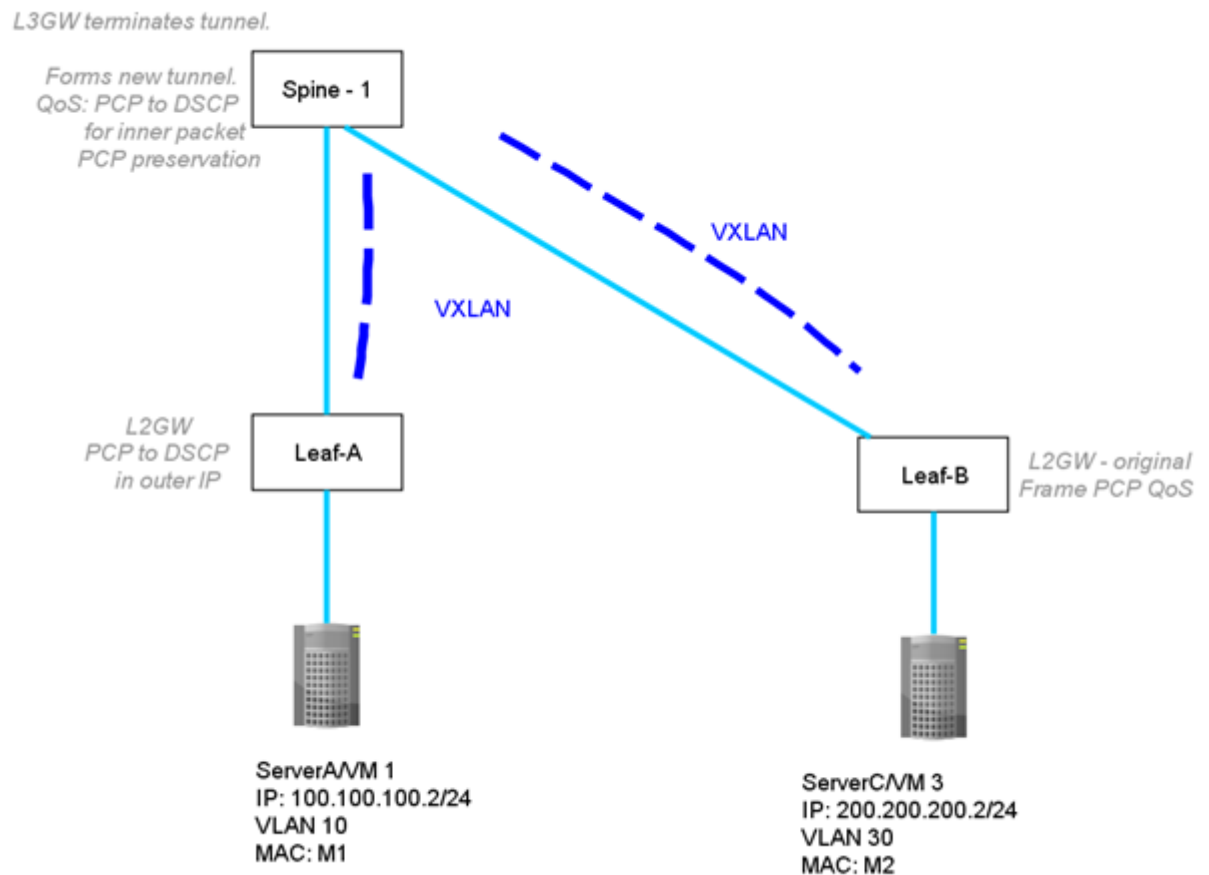 L3GW terminates tunnel.
Forms new tunnel.
QoS: PCP to DSCP
for inner packet
PCP preservation
Spine - 1
VXLAN
VXLAN
L2GW
PCP to DSCP
in outer IP
Leaf-A
Leaf-B
L2GW - original
Frame PCP QoS
ServerA/VM 1
IP: 100.100.100.2/24
VLAN 10
MAC: M1
ServerC/VM 3
IP: 200.200.200.2/24
VLAN 30
MAC: M2